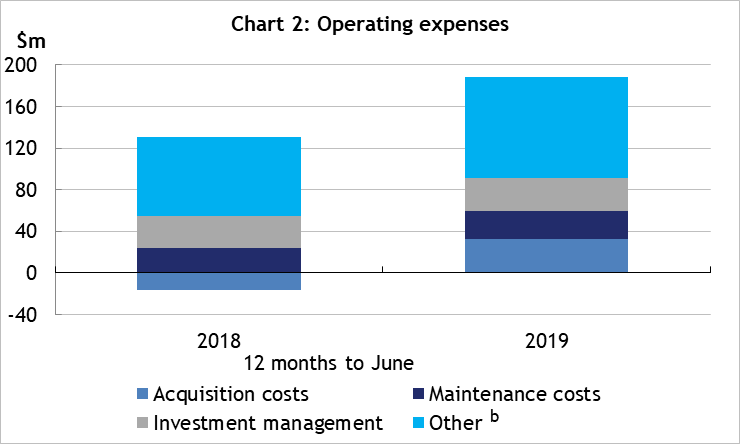 Chart 2: Operating expenses
$m
200
160
120
80
40
0
-40
2018 2019
12 months to June
Acquisition costs Maintenance costs
Investment management Other b